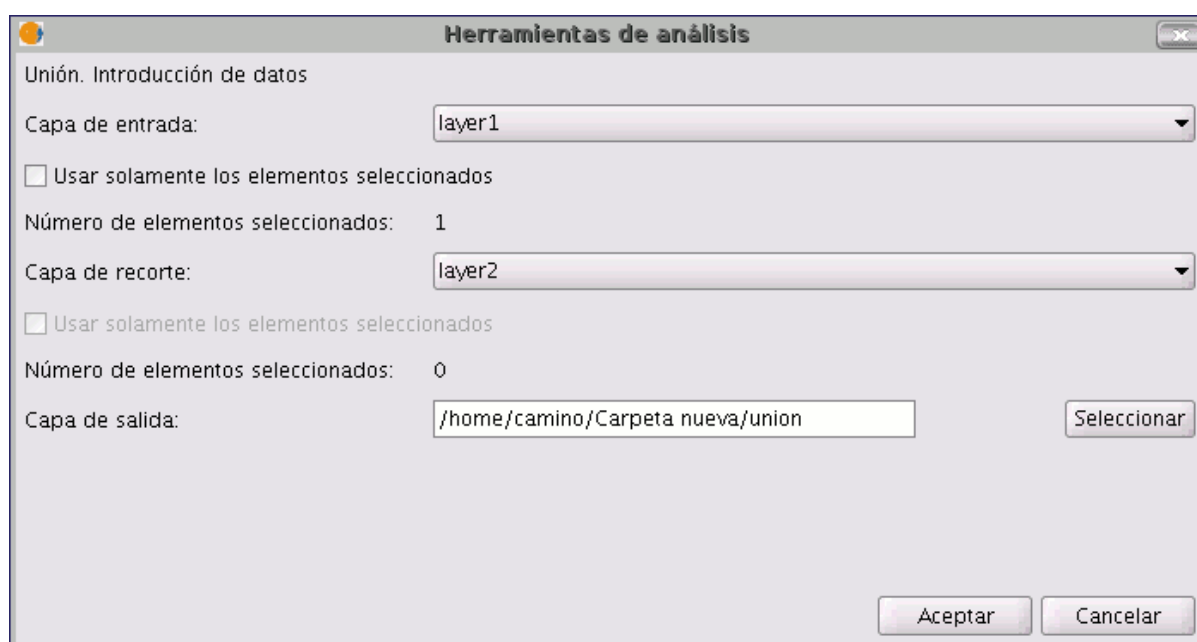 Herramientas de análisis
Unión. Introducción de datos
Capa de entrada: layer1
Usar solamente los elementos seleccionados
Número de elementos seleccionados: 1
Capa de recorte: layer2
Usar solamente los elementos seleccionados
Número de elementos seleccionados: 0
Capa de salida: /home/camino/Carpeta nueva/union Seleccionar
Aceptar Cancelar